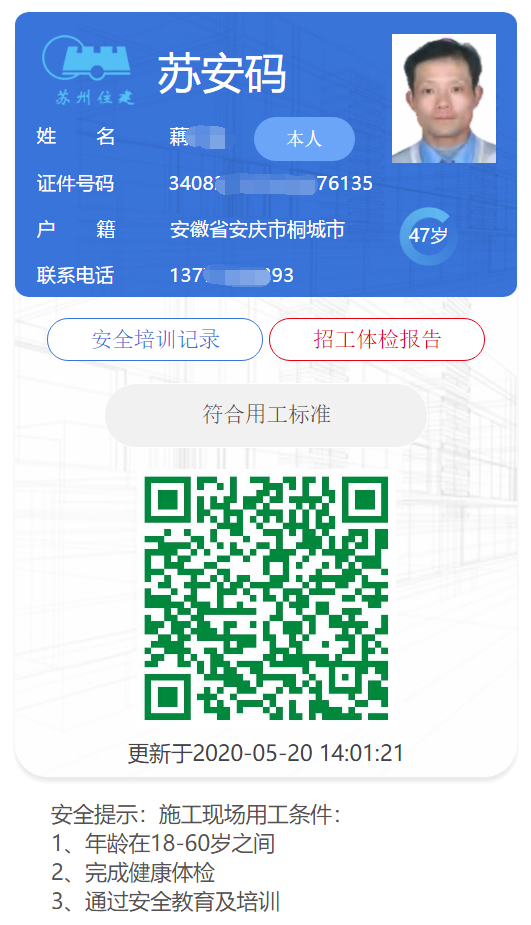 苏州住建
苏安码
姓 名 藕 本人
证件号码 3408 76135
户 籍 安徽省安庆市桐城市
47岁
联系电话 137 93
安全培训记录 招工体检报告
符合用工标准
更新于2020-05-20 14:01:21
安全提示：施工现场用工条件：
1、年龄在18-60岁之间
2、完成健康体检
3、通过安全教育及培训